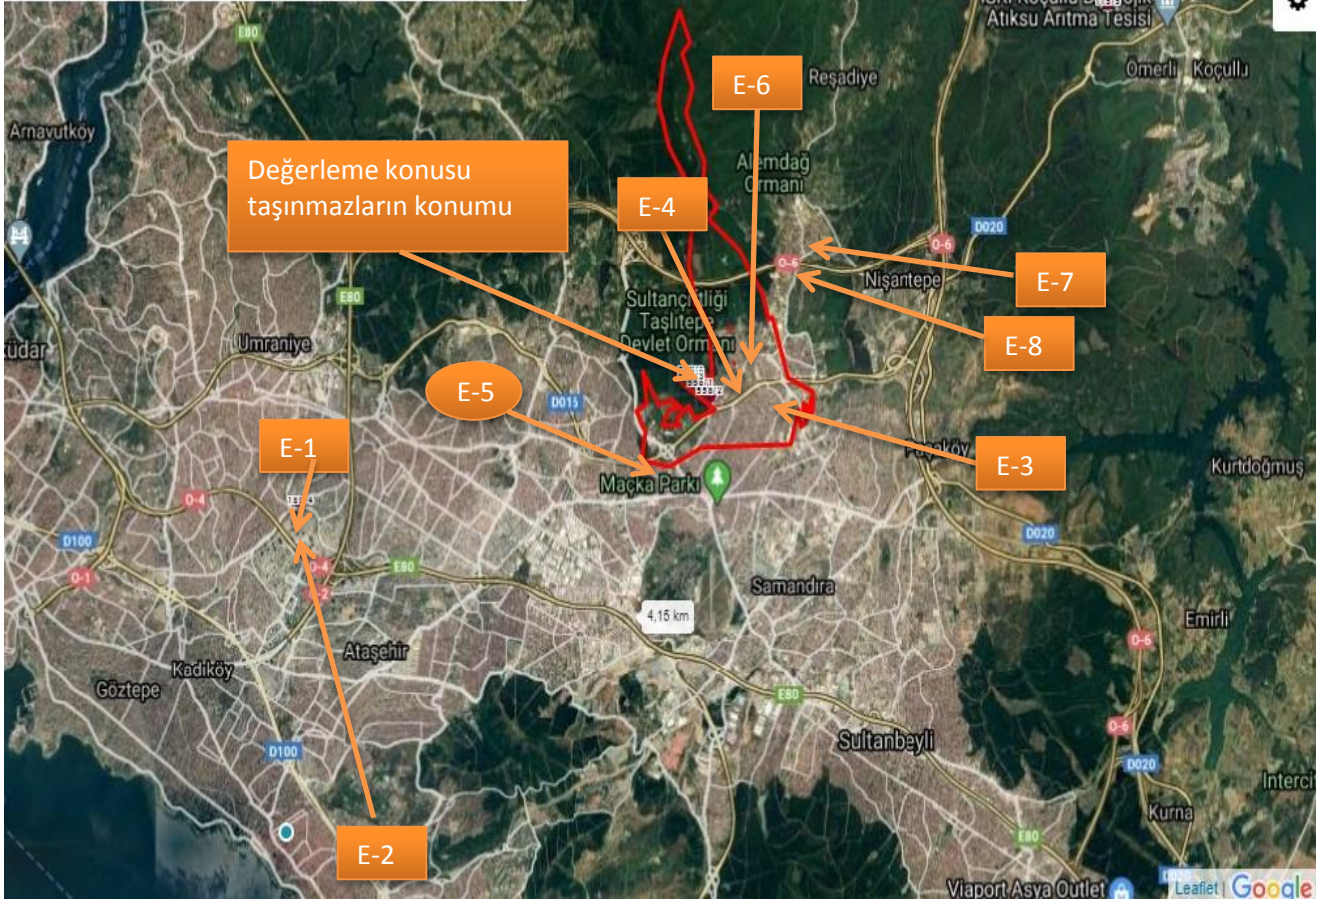 Atıksu Arıtma Tesisi
E80
E-6
Reşadiye
Ömerli
Koçullu
Arnavutköy
Değerleme konusu
taşınmazların konumu
Alemdağ
Ormanı
E-4
D020
O-6
O-6
Nişantepe
E-7
E80
Sultançiftliği
Taşlıtepe
Devlet Ormanı
E-8
Ümraniye
E-5
D015
E-1
Paşaköy
E-3
Kurtdoğmuş
Maçka Parkı
O-4
D100
D020
O-1
O-4
E80
Samandıra
4,15 km
Emirli
O-6
Ataşehir
Kadıköy
Göztepe
E80
O-6
Sultanbeyli
D100
D020
Kurna
E-2
E80
Viaport Asya Outlet
D020
Leaflet | Google